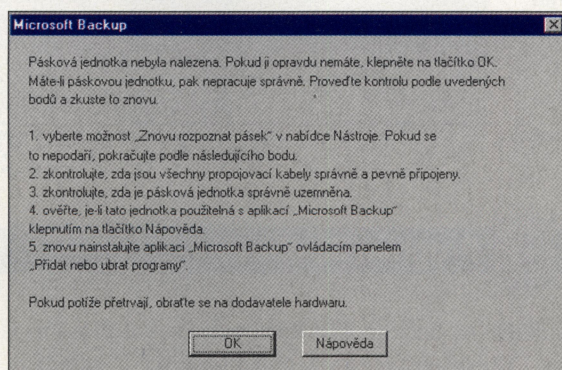 Microsoft Backup
Pásková jednotka nebyla nalezena. Pokud ji opravdu nemáte, klepněte na tlačítko OK.
Máte-li páskovou jednotku, pak nepracuje správně. Proveďte kontrolu podle uvedených
bodů a zkuste to znovu.
1. vyberte možnost „Znovu rozpoznat pásek" v nabídce Nástroje. Pokud se
to nepodaří, pokračujte podle následujícího bodu.
2. zkontrolujte, zda jsou všechny propojovací kabely správně a pevně připojeny.
3. zkontrolujte, zda je pásková jednotka správně uzemněna.
4. ověřte, je-li tato jednotka použitelná s aplikací „Microsoft Backup"
klepnutím na tlačítko Nápověda.
5. znovu nainstalujte aplikaci „Microsoft Backup" ovládacím panelem
„Přidat nebo ubrat programy".
Pokud potíže přetrvají, obraťte se na dodavatele hardwaru.
OK Nápověda